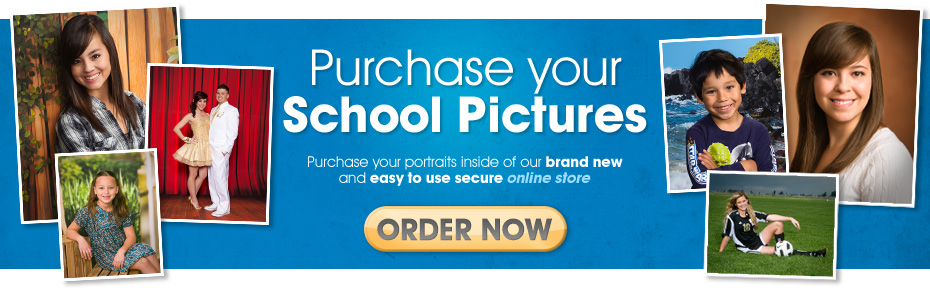 Purchase your
School Pictures
Purchase your portraits inside of our brand new
and easy to use secure online store
ORDER NOW